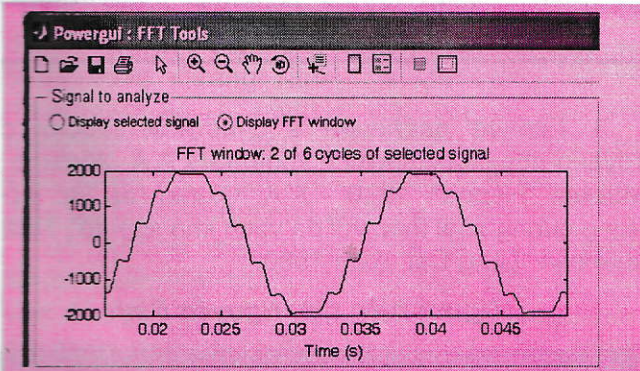 Powergui : FFT Tools
Signal to analyze
Display selected signal Display FFT window
FFT window: 2 of 6 cycles of selected signal
2000
1000
0
-1000
-2000
0.02 0.025 0.03 0.035 0.04 0.045
Time (s)